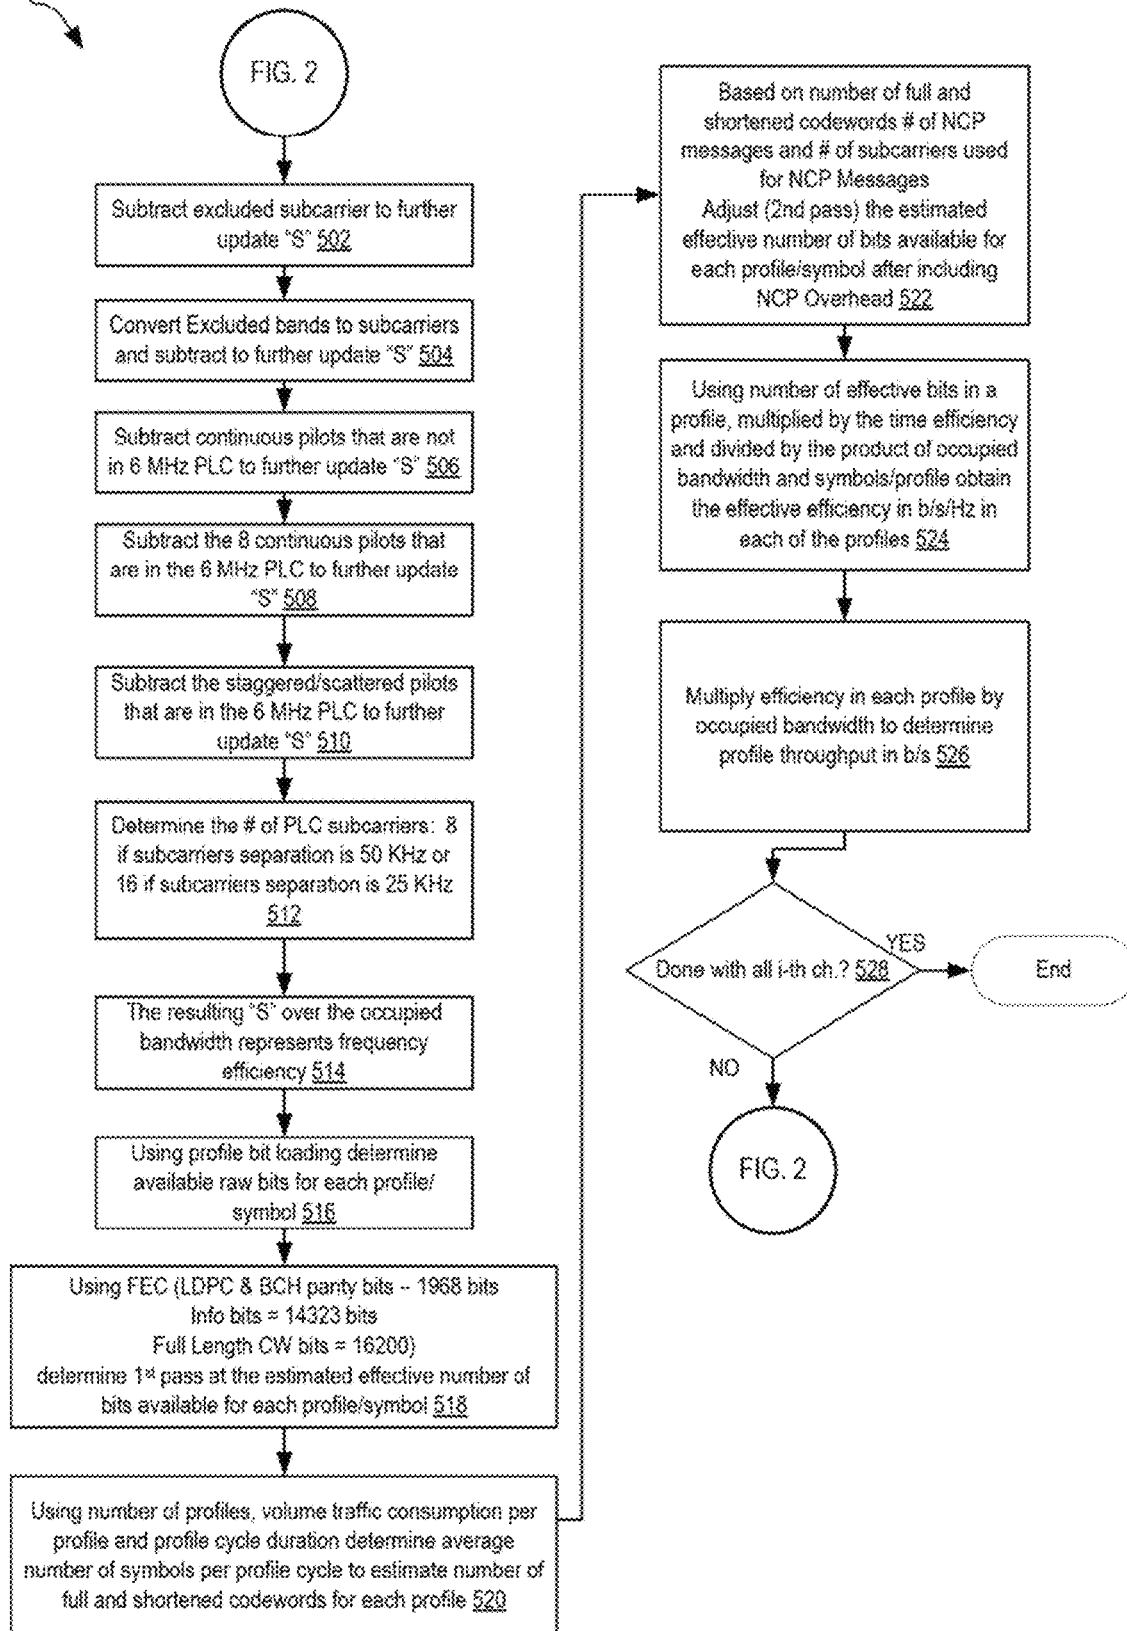 FIG. 2
Subtract excluded subcarrier to further
update "S" 502
Convert Excluded bands to subcarriers
and subtract to further update "S" 504
Subtract continuous pilots that are not
in 6 MHz PLC to further update "S" 506
Subtract the 8 continuous pilots that
are in the 6 MHz PLC to further update
"S" 508
Subtract the staggered/scattered pilots
that are in the 6 MHz PLC to further
update "S" 510
Determine the # of PLC subcarriers: 8
if subcarriers separation is 50 KHz or
16 if subcarriers separation is 25 KHz
512
The resulting "S" over the occupied
bandwidth represents frequency
efficiency 514
Using profile bit loading determine
available raw bits for each profile/
symbol 516
Using FEC (LDPC & BCH panty bits – 1968 bits
Info bits = 14323 bits
Full Length CW bits = 16200)
determine 1st pass at the estimated effective number of
bits available for each profile/symbol 518
Using number of profiles, volume traffic consumption per
profile and profile cycle duration determine average
number of symbols per profile cycle to estimate number of
full and shortened codewords for each profile 520
Based on number of full and
shortened codewords # of NCP
messages and # of subcarriers used
for NCP Messages
Adjust (2nd pass) the estimated
effective number of bits available for
each profile/symbol after including
NCP Overhead 522
Using number of effective bits in a
profile, multiplied by the time efficiency
and divided by the product of occupied
bandwidth and symbols/profile obtain
the effective efficiency in b/s/Hz in
each of the profiles 524
Multiply efficiency in each profile by
occupied bandwidth to determine
profile throughput in b/s 526
Done with all i-th ch.? 528
YES
End
NO
FIG. 2